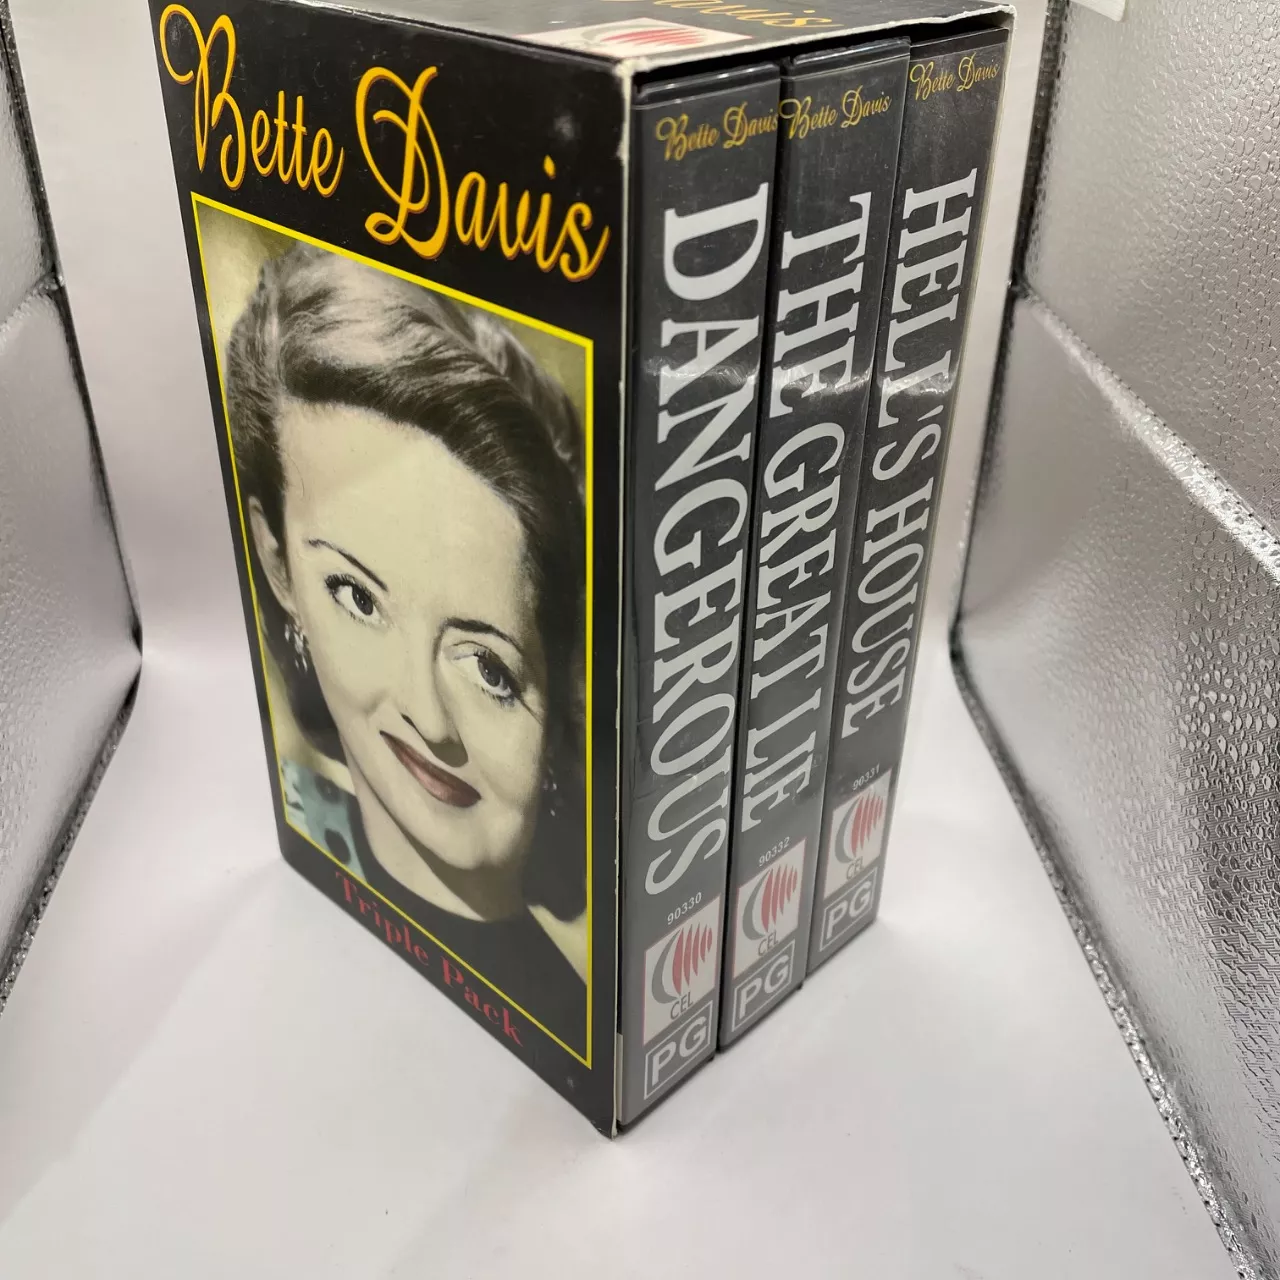 Bette Davis
Triple Pack
Bette Davis
DANGEROUS
90330
CEL
PG
Bette Davis
THE GREAT LIE
90332
CEL
PG
Bette Davis
HELL'S HOUSE
90331
CEL
PG